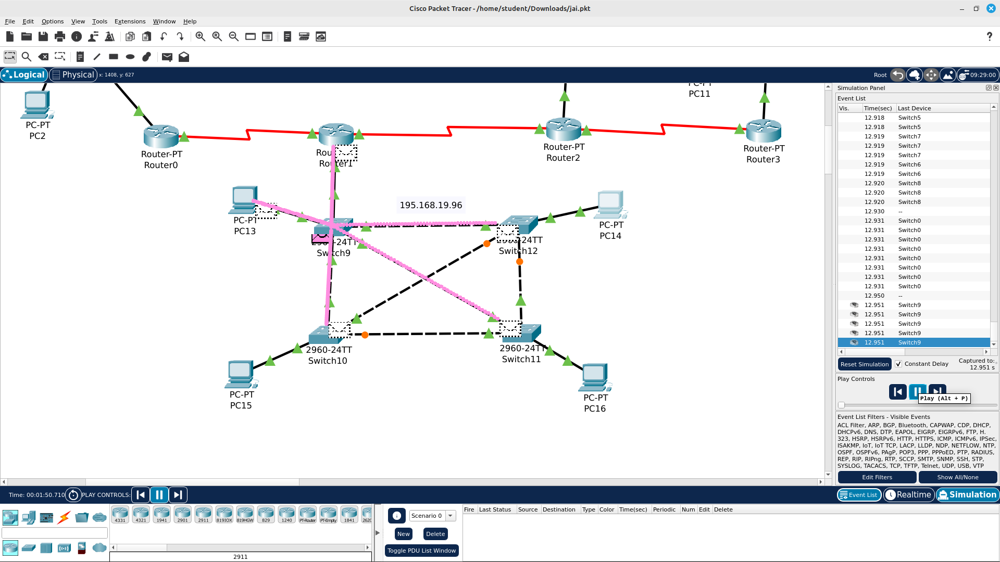 Cisco Packet Tracer - /home/student/Downloads/jai.pkt
File Edit Options View Tools Extensions Window Help
?
Logical Physical x: 1408, y: 627 Root 09:29:00
PC-PT
PC2
Router-PT
Router0
Router1
Router-PT
Router2
PC11
Router-PT
Router3
195.168.19.96
PC-PT
PC13
PC-PT
PC14
2960-24TT
Switch9
24TT
Switch12
2960-24TT
Switch10
2960-24TT
Switch11
PC-PT
PC15
PC-PT
PC16
Simulation Panel
Event List
Vis. Time(sec) Last Device
12.918 Switch5
12.918 Switch5
12.919 Switch7
12.919 Switch7
12.919 Switch7
12.919 Switch6
12.919 Switch6
12.920 Switch8
12.920 Switch8
12.920 Switch8
12.930 --
12.931 Switch0
12.931 Switch0
12.931 Switch0
12.931 Switch0
12.931 Switch0
12.931 Switch0
12.931 Switch0
12.931 Switch0
12.950 --
12.951 Switch9
12.951 Switch9
12.951 Switch9
12.951 Switch9
12.951 Switch9
Reset Simulation Constant Delay Captured to:
12.951 s
Play Controls
Play (Alt + P)
Event List Filters - Visible Events
ACL Filter, ARP, BGP, Bluetooth, CAPWAP, CDP, DHCP,
DHCPv6, DNS, DTP, EAPOL, EIGRP, EIGRPv6, FTP, H.
323, HSRP, HSRPv6, HTTP, HTTPS, ICMP, ICMPv6, IPSec,
ISAKMP, IoT, IoT TCP, LACP, LLDP, NDP, NETFLOW, NTP,
OSPF, OSPFv6, PAgP, POP3, PPP, PPPoED, PTP, RADIUS,
REP, RIP, RIPng, RTP, SCCP, SMTP, SNMP, SSH, STP,
SYSLOG, TACACS, TCP, TFTP, Telnet, UDP, USB, VTP
Edit Filters Show All/None
Time: 00:01:50.710 PLAY CONTROLS: Event List Realtime Simulation
4331 4321 1941 2901 2911 819IOX 819HGW 829 1240 PT-Router PT-Empty 1841 2620
2911
Scenario 0
New Delete
Toggle PDU List Window
Fire Last Status Source Destination Type Color Time(sec) Periodic Num Edit Delete